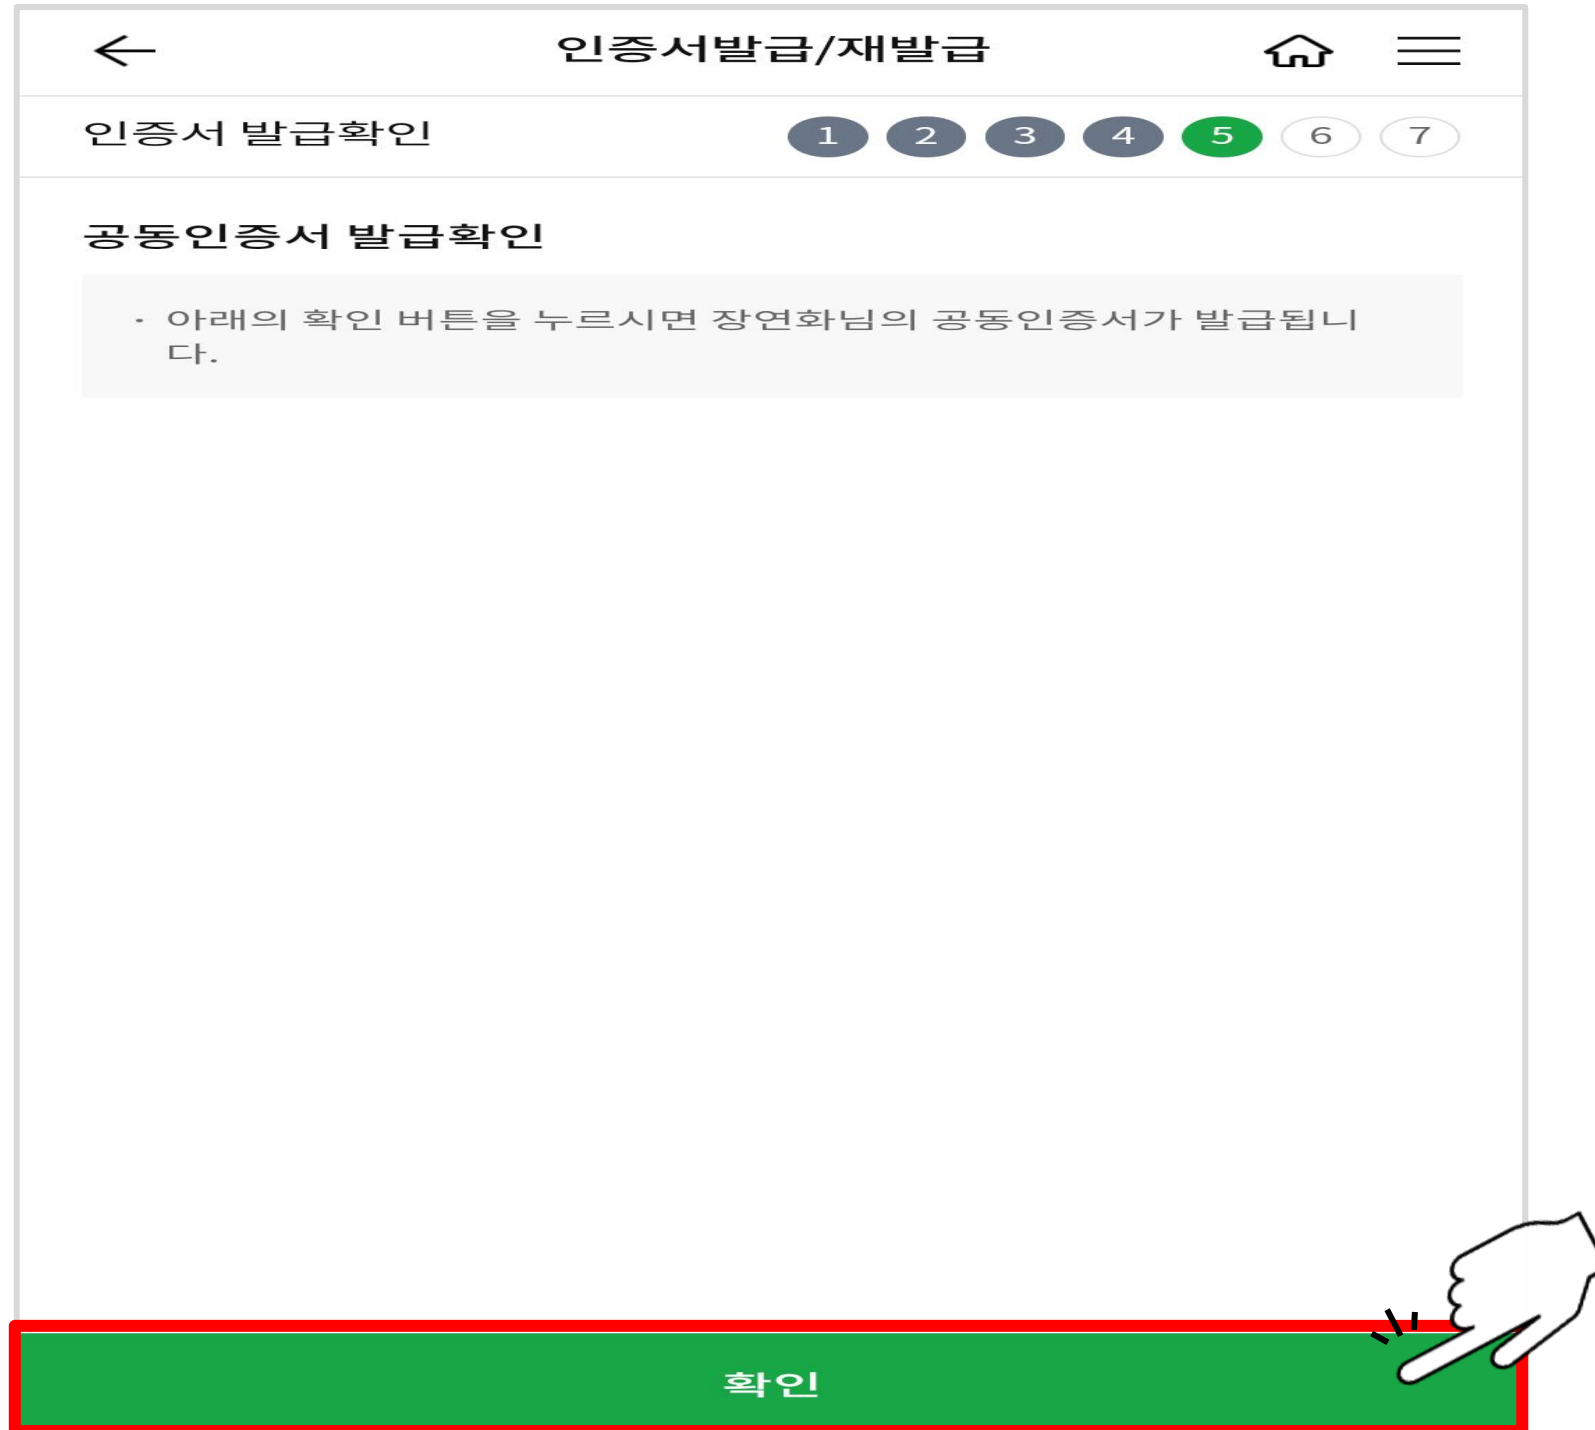 인증서발급/재발급
인증서 발급확인 1 2 3 4 5 6 7
공동인증서 발급확인
· 아래의 확인 버튼을 누르시면 장연화님의 공동인증서가 발급됩니
다.
확인